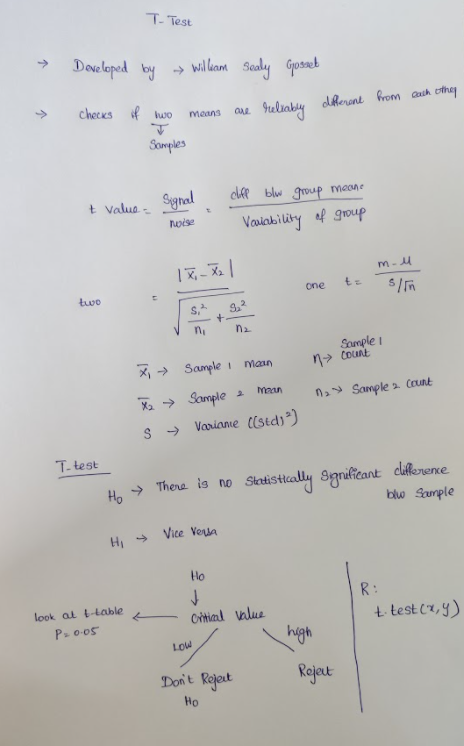 T-Test
→ Developed by → William Sealy Gosset
→ Checks if two means are reliably different from each other
↓
Samples
t value = Signal / noise = diff b/w group means / Variability of group
two = |x̄₁ - x̄₂| / √(s₁²/n₁ + s₂²/n₂)
one t = m-μ / s/√n
x̄₁ → Sample 1 mean n → Sample 1 count
x̄₂ → Sample 2 mean n₂ → Sample 2 count
S → Variance ((Std)²)
T-test
H₀ → There is no Statistically Significant difference
b/w Sample
H₁ → Vice Versa
H₀
↓
look at t-table ← Critical Value
P = 0.05
Low high
Don't Reject Reject
H₀
R:
t.test(x,y)